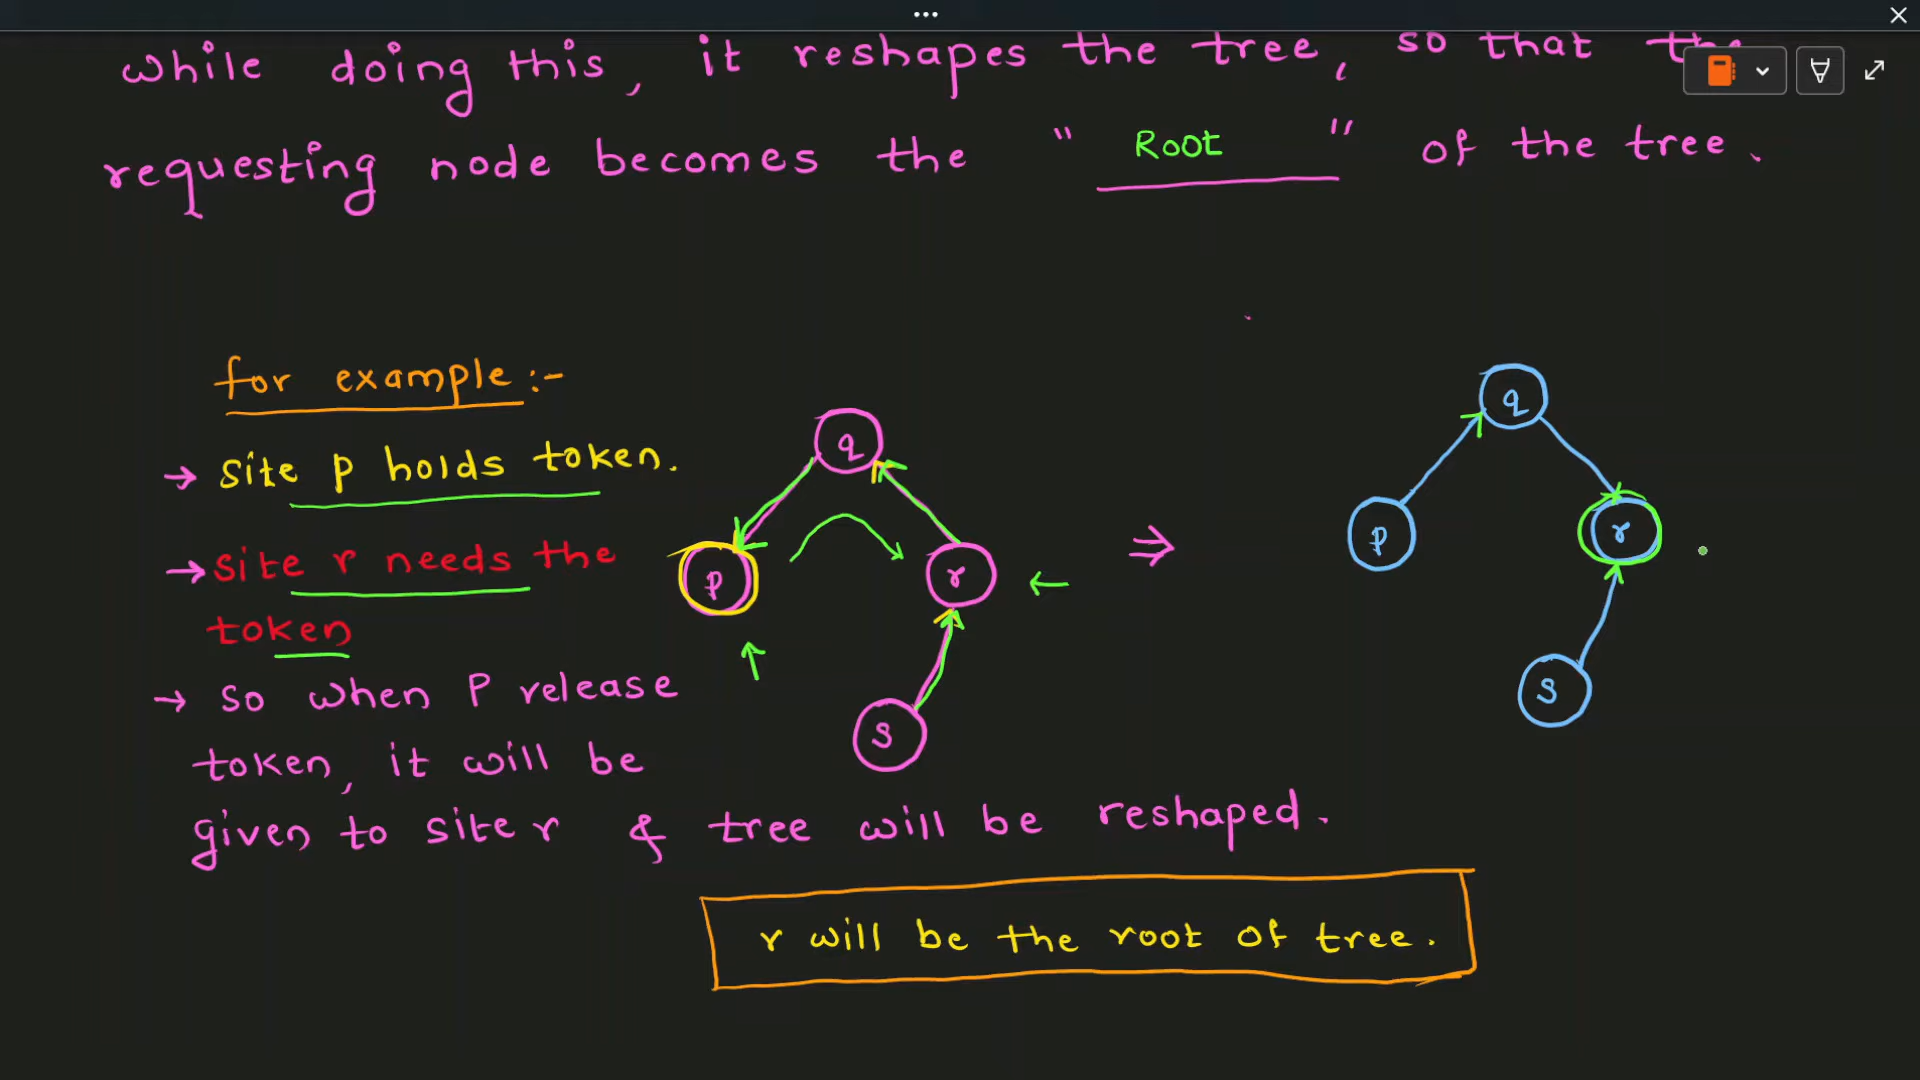 while doing this, it reshapes the tree, so that the
requesting node becomes the " Root " of the tree.
for example :-
→ site p holds token.
→ site r needs the
token
→ so when P release
token, it will be
given to site r & tree will be reshaped.
q
p
r
s
⇒
q
p
r
s
r will be the root of tree.